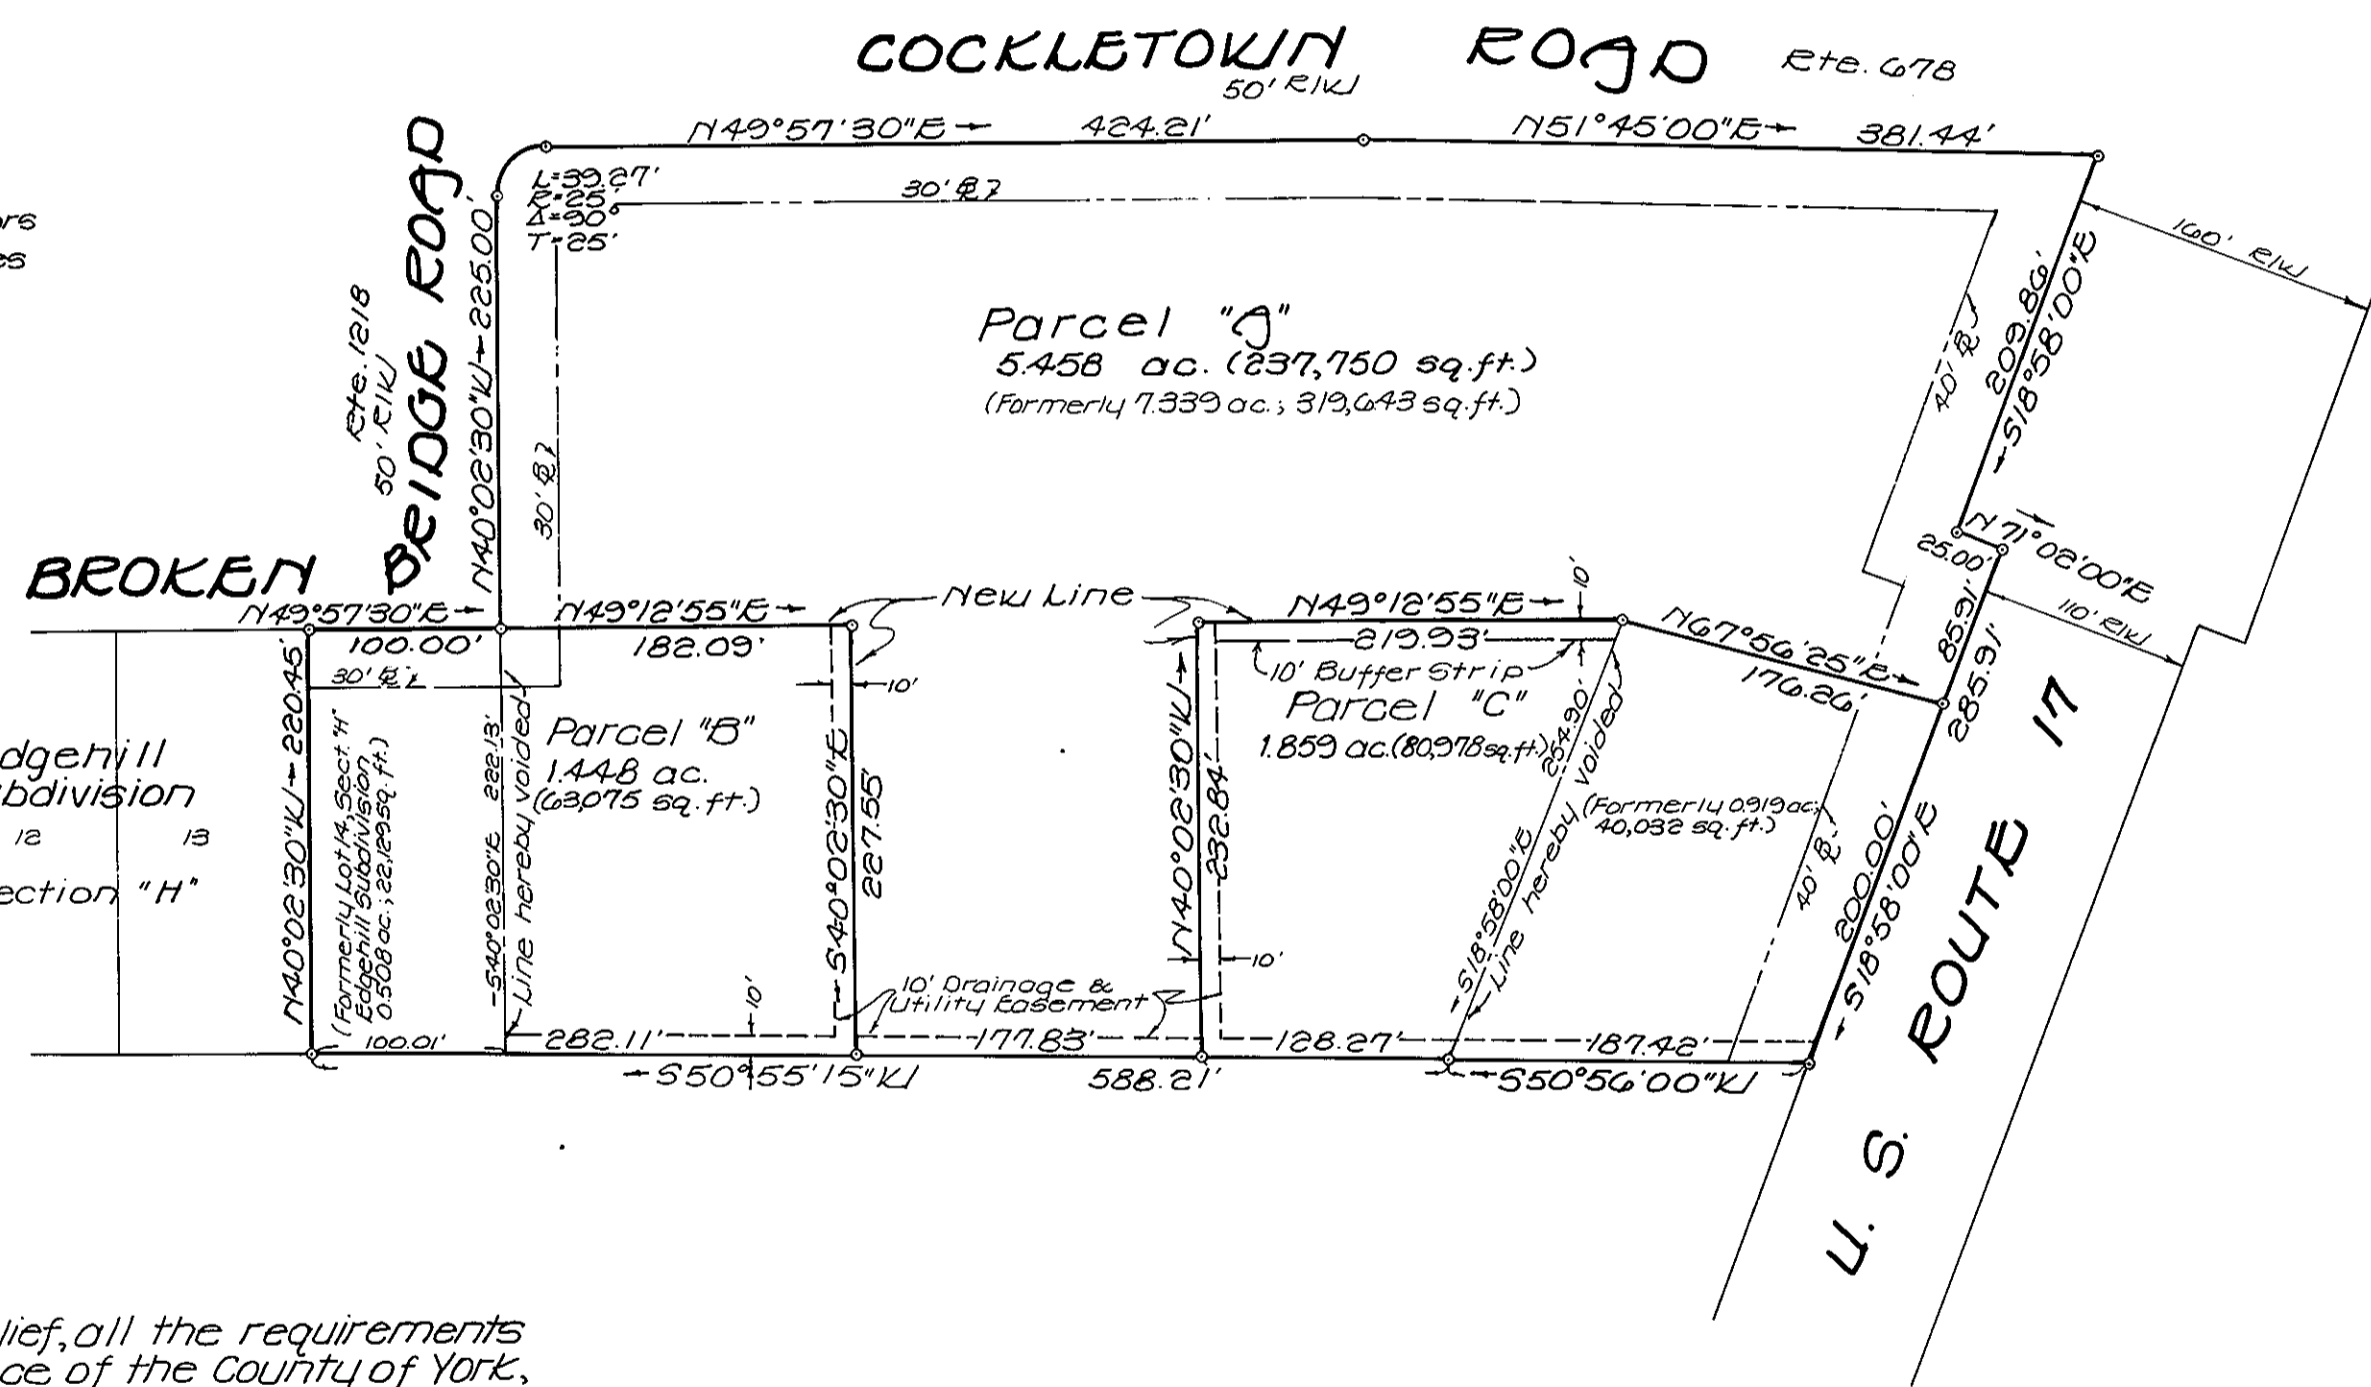 COCKLETOWN ROAD Rte. 678
50' R/W
N49°57'30"E 424.21'
N51°45'00"E 381.44'
L=39.27'
R=25'
Δ=90°
T=25'
30' BL
30' BL
160' R/W
209.86'
S18°58'00"E
40' BL
Rte. 1218
50' R/W
BROKEN BRIDGE ROAD
N40°02'30"W 225.00'
Parcel "A"
5.458 ac. (237,750 sq.ft.)
(Formerly 7.339 ac.; 319,643 sq.ft.)
N 71°02'00"E
25.00'
110' R/W
85.91'
285.91'
N49°57'30"E
100.00'
N49°12'55"E
182.09'
New Line
N49°12'55"E
219.93'
10'
N67°56'25"E
176.26'
30' BL
10'
10' Buffer Strip
N40°02'30"W 220.45'
(Formerly Lot 14, Sect. "H"
Edgehill Subdivision
0.508 ac.; 22,129 sq. ft.)
S40°02'30"E 222.13'
Line hereby voided
Parcel "B"
1.448 ac.
(63,075 sq.ft.)
S40°02'30"E
227.55'
N40°02'30"W
232.84'
Parcel "C"
1.859 ac. (80,978 sq.ft.)
S18°58'00"E 254.90'
Line hereby voided
(Formerly 0.919 ac.;
40,032 sq.ft.)
40' BL
200.00'
S18°58'00"E
U. S. ROUTE 17
dgehill
bdivision
12 13
ection "H"
10'
10'
10' Drainage &
Utility Easement
100.01'
282.11'
177.83'
128.27'
187.42'
S50°55'15"W 588.21'
S50°56'00"W
ors
es
lief, all the requirements
ce of the County of York,